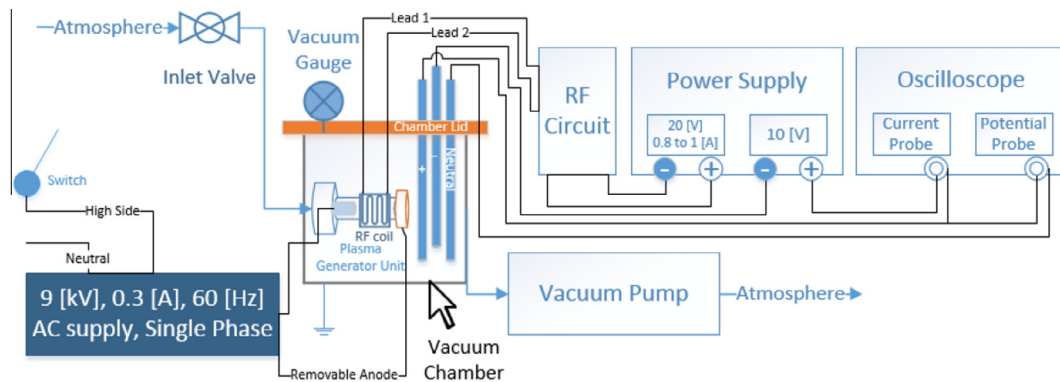 Atmosphere
Inlet Valve
Vacuum
Gauge
Lead 1
Lead 2
RF
Circuit
Power Supply
20 [V]
0.8 to 1 [A]
-
+
10 [V]
-
+
Oscilloscope
Current
Probe
Potential
Probe
Chamber Lid
+
-
Neutral
Switch
High Side
Neutral
RF coil
Plasma
Generator Unit
9 [kV], 0.3 [A], 60 [Hz]
AC supply, Single Phase
Removable Anode
Vacuum
Chamber
Vacuum Pump
Atmosphere